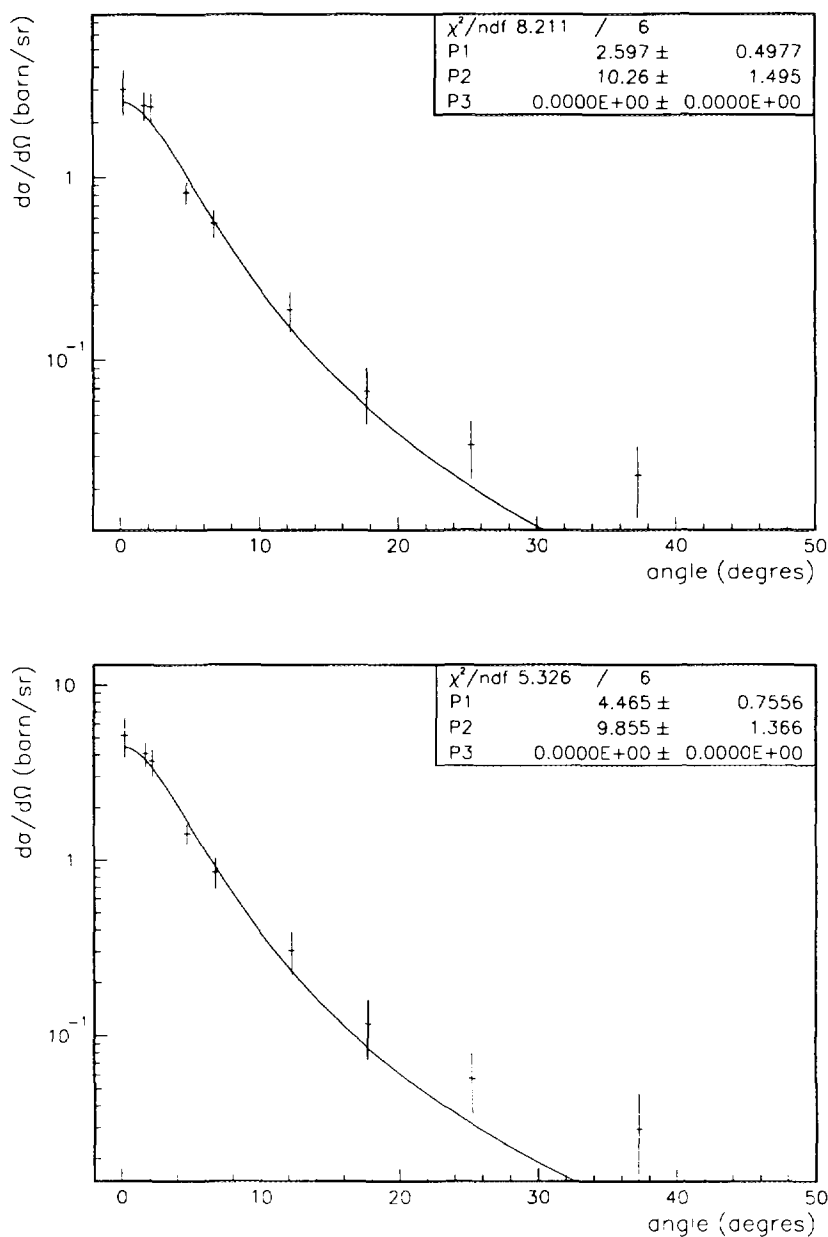 χ²/ndf 8.211 / 6
P1 2.597 ± 0.4977
P2 10.26 ± 1.495
P3 0.0000E+00 ± 0.0000E+00
dσ/dΩ (barn/sr)
1
10⁻¹
0 10 20 30 40 50
angle (degres)
χ²/ndf 5.326 / 6
P1 4.465 ± 0.7556
P2 9.855 ± 1.366
P3 0.0000E+00 ± 0.0000E+00
dσ/dΩ (barn/sr)
10
1
10⁻¹
0 10 20 30 40 50
angle (degres)